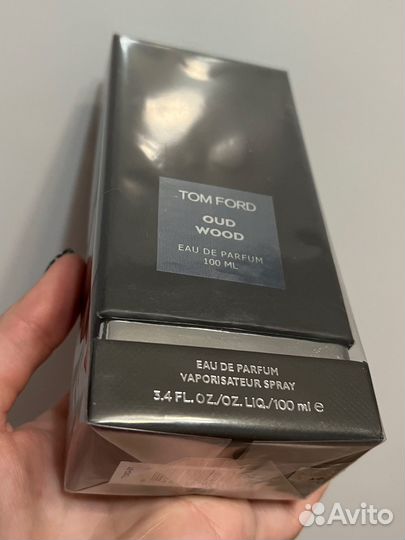 TOM FORD
OUD
WOOD
EAU DE PARFUM
100 ML
EAU DE PARFUM
VAPORISATEUR SPRAY
3.4 FL. OZ./OZ. LIQ./100 ml e
Avito